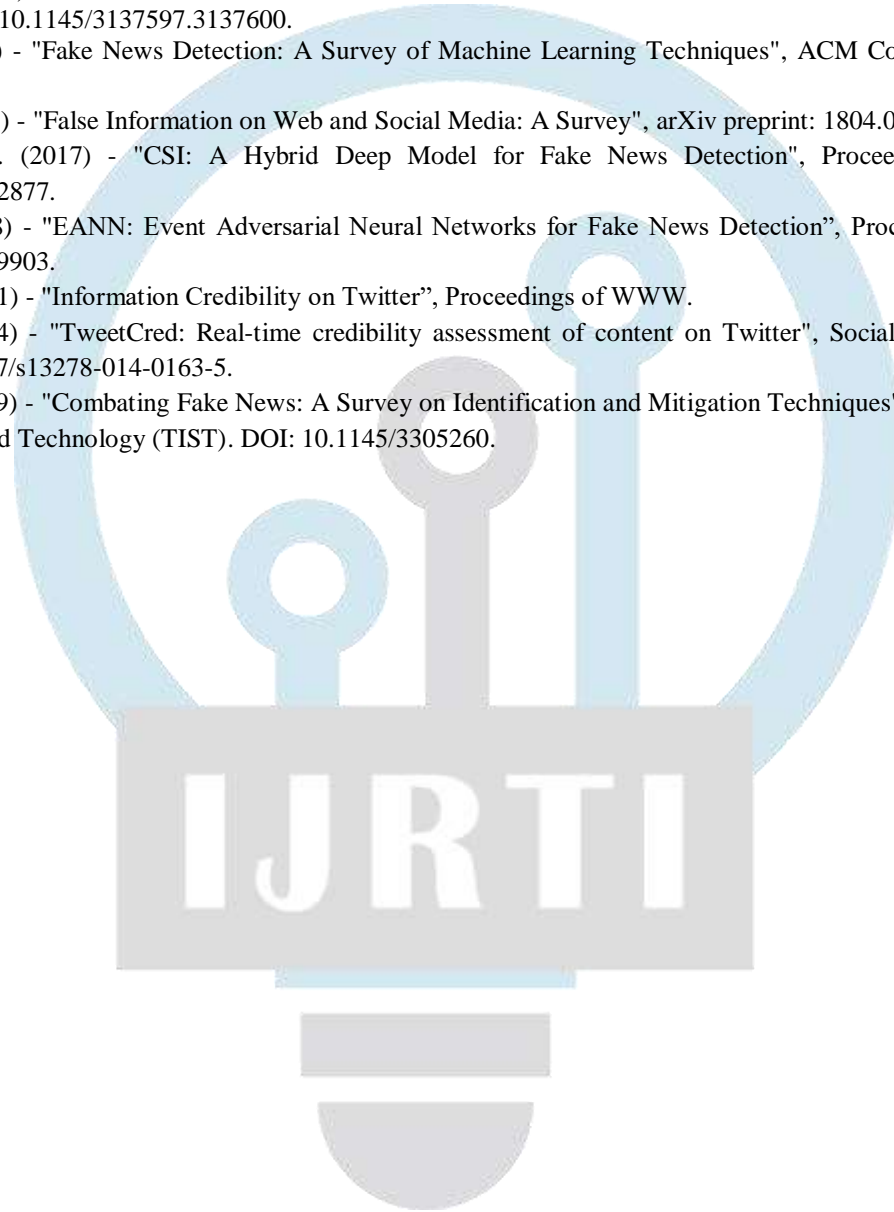 10.1145/3137597.3137600.
) - "Fake News Detection: A Survey of Machine Learning Techniques", ACM Co
) - "False Information on Web and Social Media: A Survey", arXiv preprint: 1804.0
. (2017) - "CSI: A Hybrid Deep Model for Fake News Detection", Procee
2877.
8) - "EANN: Event Adversarial Neural Networks for Fake News Detection”, Proc
9903.
1) - "Information Credibility on Twitter”, Proceedings of WWW.
4) - "TweetCred: Real-time credibility assessment of content on Twitter", Social
7/s13278-014-0163-5.
9) - "Combating Fake News: A Survey on Identification and Mitigation Techniques"
d Technology (TIST). DOI: 10.1145/3305260.
IJRTI